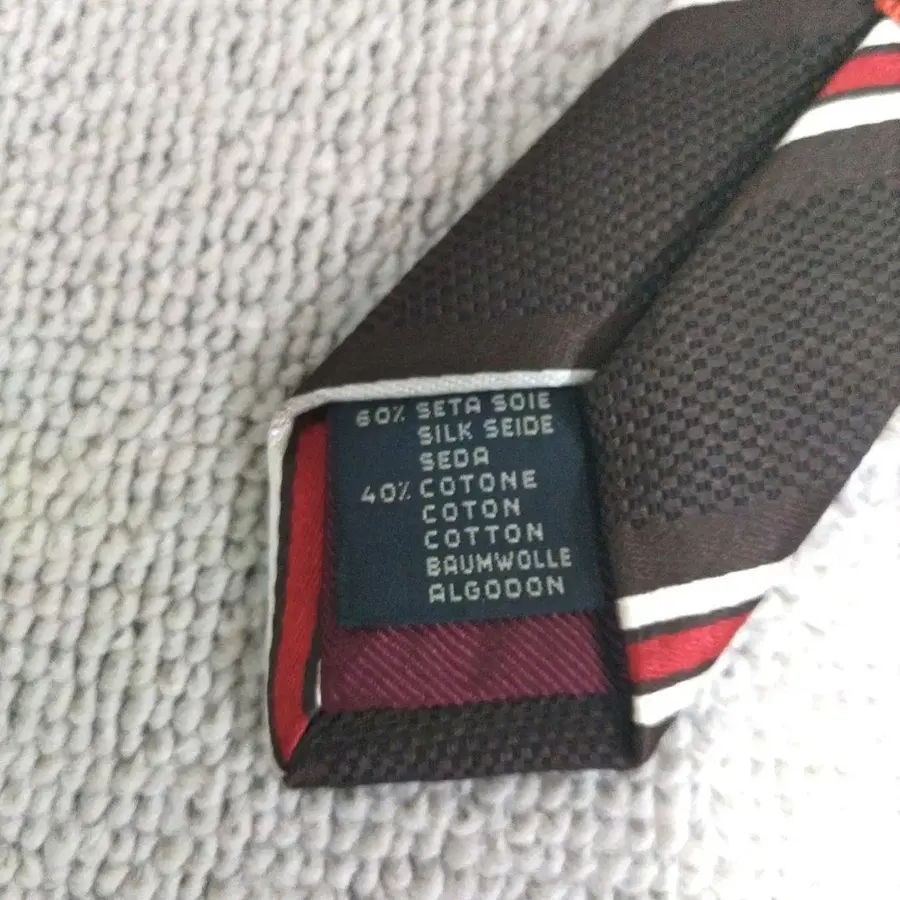 60% SETA SOIE
SILK SEIDE
SEDA
40% COTONE
COTON
COTTON
BAUMWOLLE
ALGODON